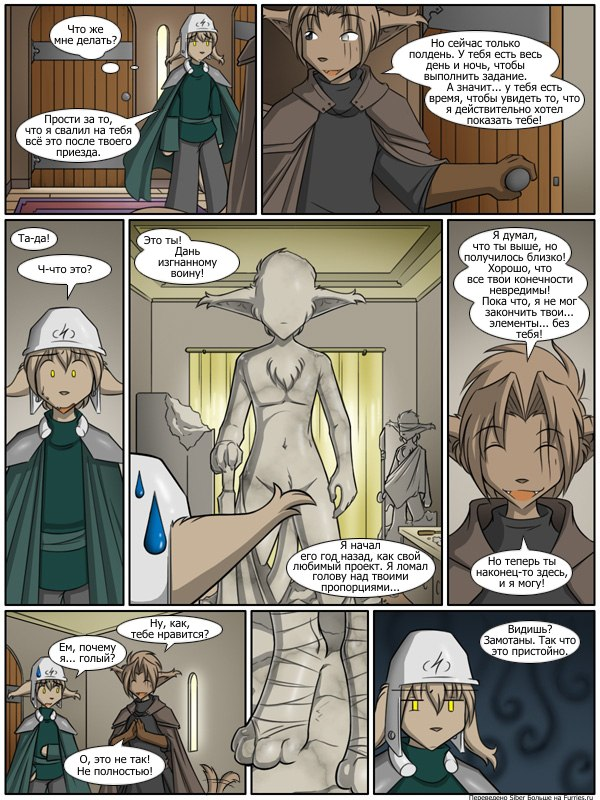 Что же
мне делать?
Прости за то,
что я свалил на тебя
всё это после твоего
приезда.
Но сейчас только
полдень. У тебя есть весь
день и ночь, чтобы
выполнить задание.
А значит... у тебя есть
время, чтобы увидеть то, что
я действительно хотел
показать тебе!
Та-да!
Ч-что это?
Это ты!
Дань
изгнанному
воину!
Я начал
его год назад, как свой
любимый проект. Я ломал
голову над твоими
пропорциями...
Я думал,
что ты выше, но
получилось близко!
Хорошо, что
все твои конечности
невредимы!
Пока что, я не мог
закончить твои...
элементы... без
тебя!
Но теперь ты
наконец-то здесь,
и я могу!
Ну, как,
тебе нравится?
Ем, почему
я... голый?
О, это не так!
Не полностью!
Видишь?
Замотаны. Так что
это пристойно.
Переведено Siber Больше на Furries.ru